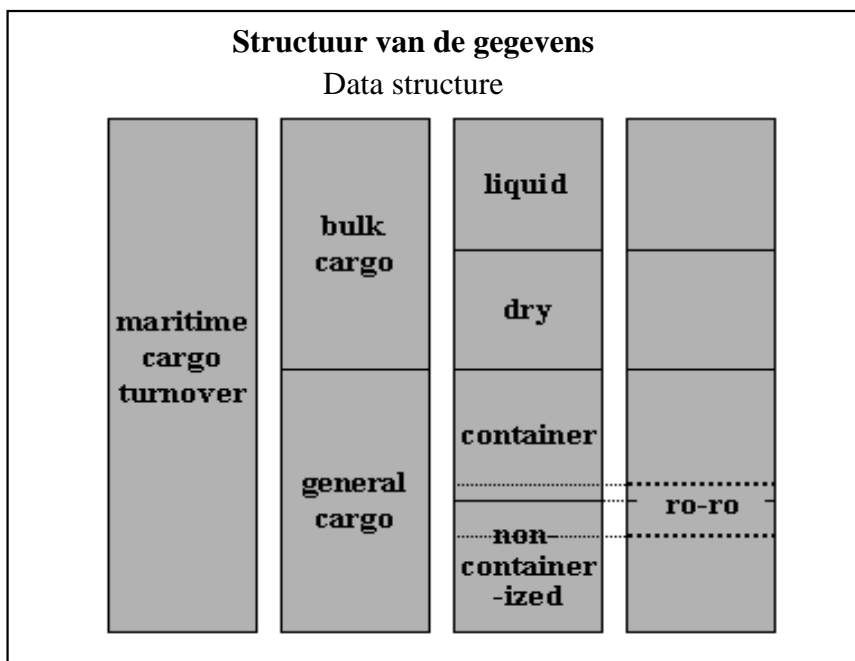 Structuur van de gegevens
Data structure
maritime
cargo
turnover
bulk
cargo
general
cargo
liquid
dry
container
non-
container
-ized
ro-ro